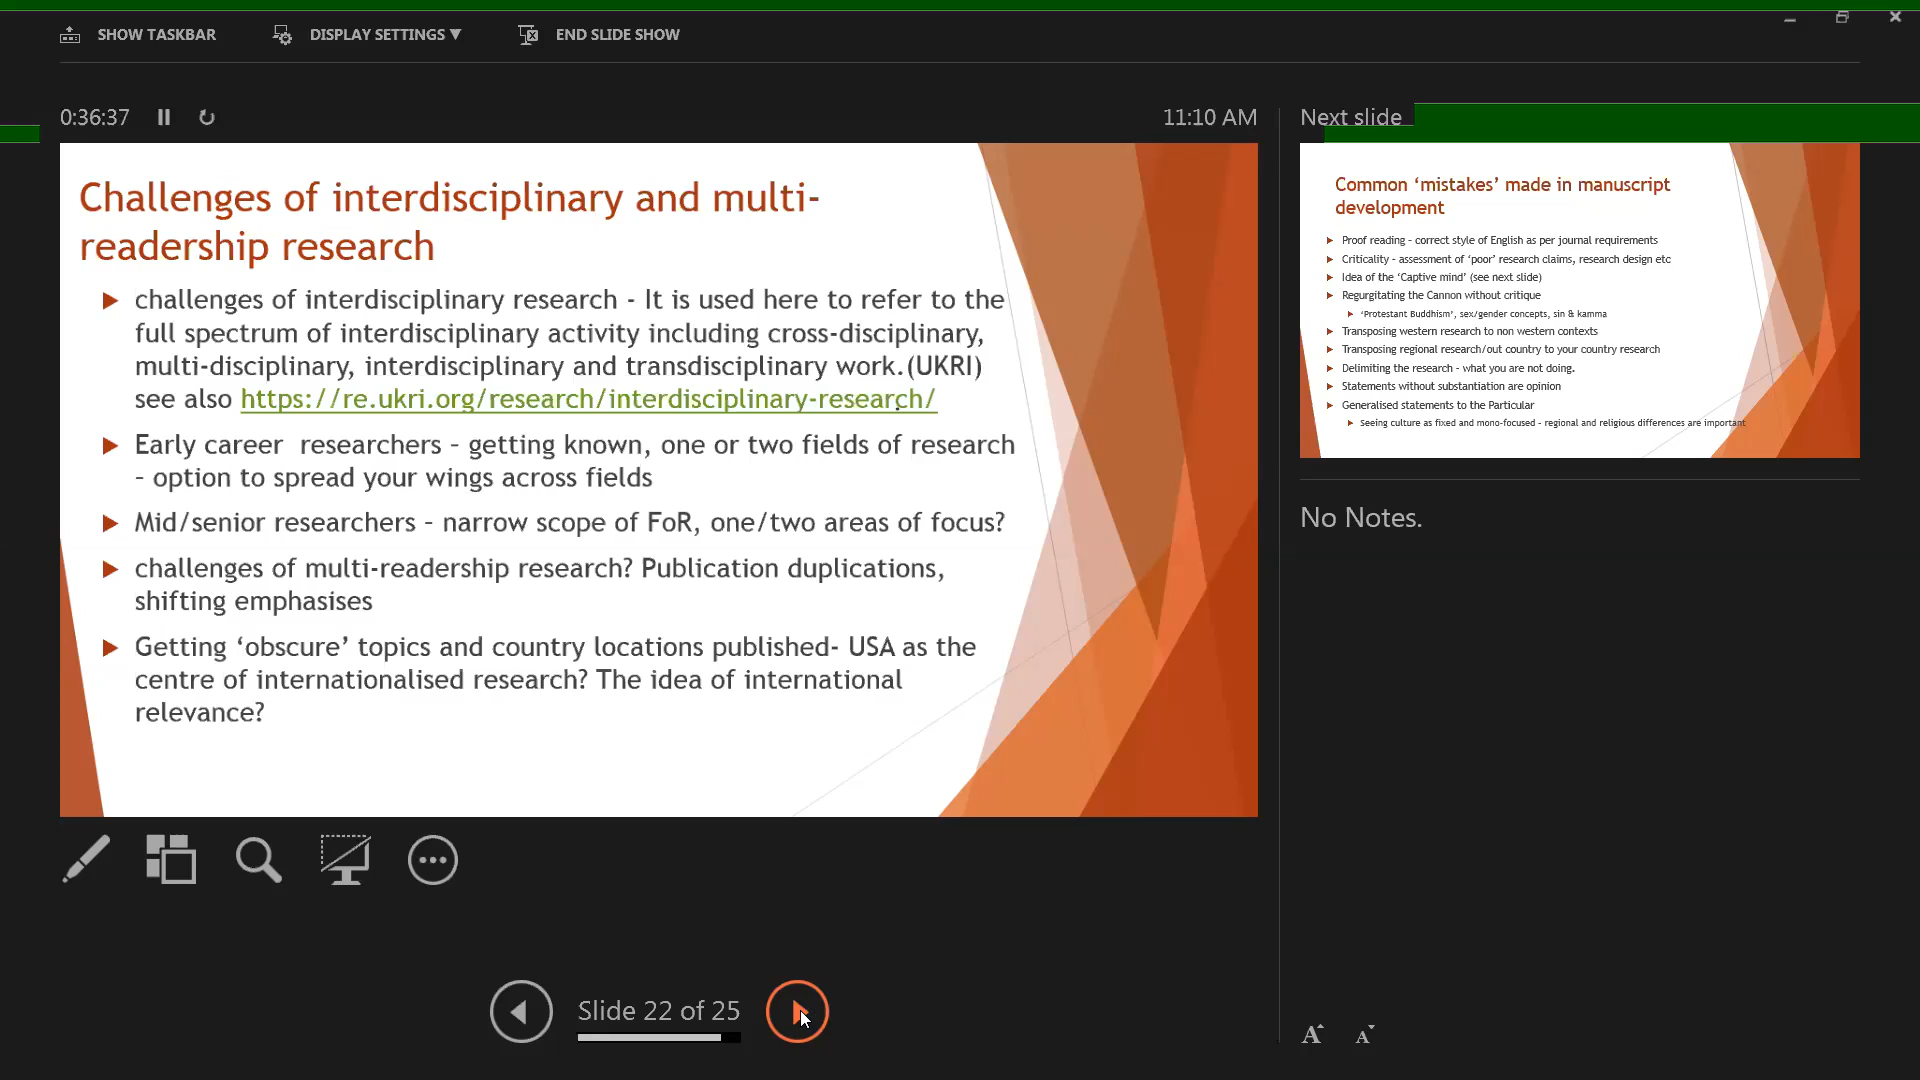 SHOW TASKBAR
DISPLAY SETTINGS ▼
END SLIDE SHOW
0:36:37
11:10 AM
Challenges of interdisciplinary and multi-
readership research
challenges of interdisciplinary research - It is used here to refer to the
full spectrum of interdisciplinary activity including cross-disciplinary,
multi-disciplinary, interdisciplinary and transdisciplinary work.(UKRI)
see also https://re.ukri.org/research/interdisciplinary-research/
Early career  researchers – getting known, one or two fields of research
– option to spread your wings across fields
Mid/senior researchers – narrow scope of FoR, one/two areas of focus?
challenges of multi-readership research? Publication duplications,
shifting emphasises
Getting ‘obscure’ topics and country locations published- USA as the
centre of internationalised research? The idea of international
relevance?
Slide 22 of 25
Next slide
Common ‘mistakes’ made in manuscript
development
Proof reading – correct style of English as per journal requirements
Criticality – assessment of ‘poor’ research claims, research design etc
Idea of the ‘Captive mind’ (see next slide)
Regurgitating the Cannon without critique
‘Protestant Buddhism’, sex/gender concepts, sin & kamma
Transposing western research to non western contexts
Transposing regional research/out country to your country research
Delimiting the research – what you are not doing.
Statements without substantiation are opinion
Generalised statements to the Particular
Seeing culture as fixed and mono-focused – regional and religious differences are important
No Notes.
A
A